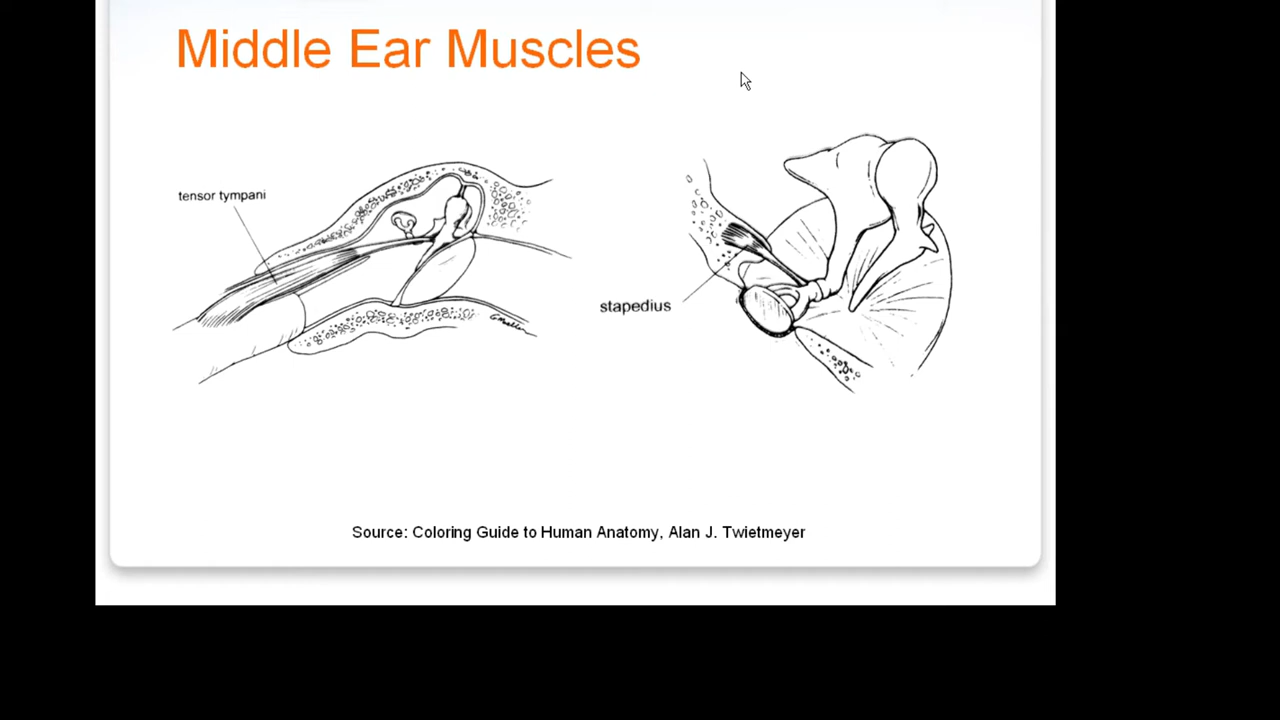 Middle Ear Muscles
tensor tympani
stapedius
Source: Coloring Guide to Human Anatomy, Alan J. Twietmeyer